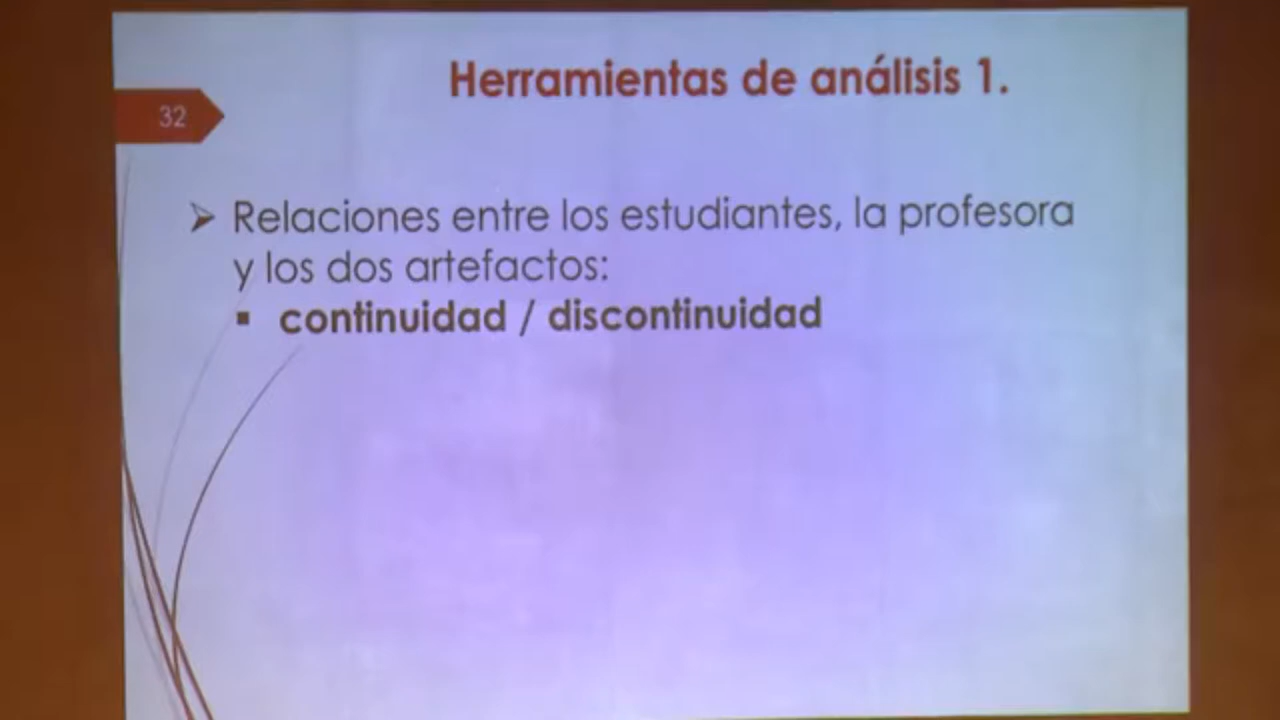 Herramientas de análisis 1.
32
➢ Relaciones entre los estudiantes, la profesora
y los dos artefactos:
▪ continuidad / discontinuidad